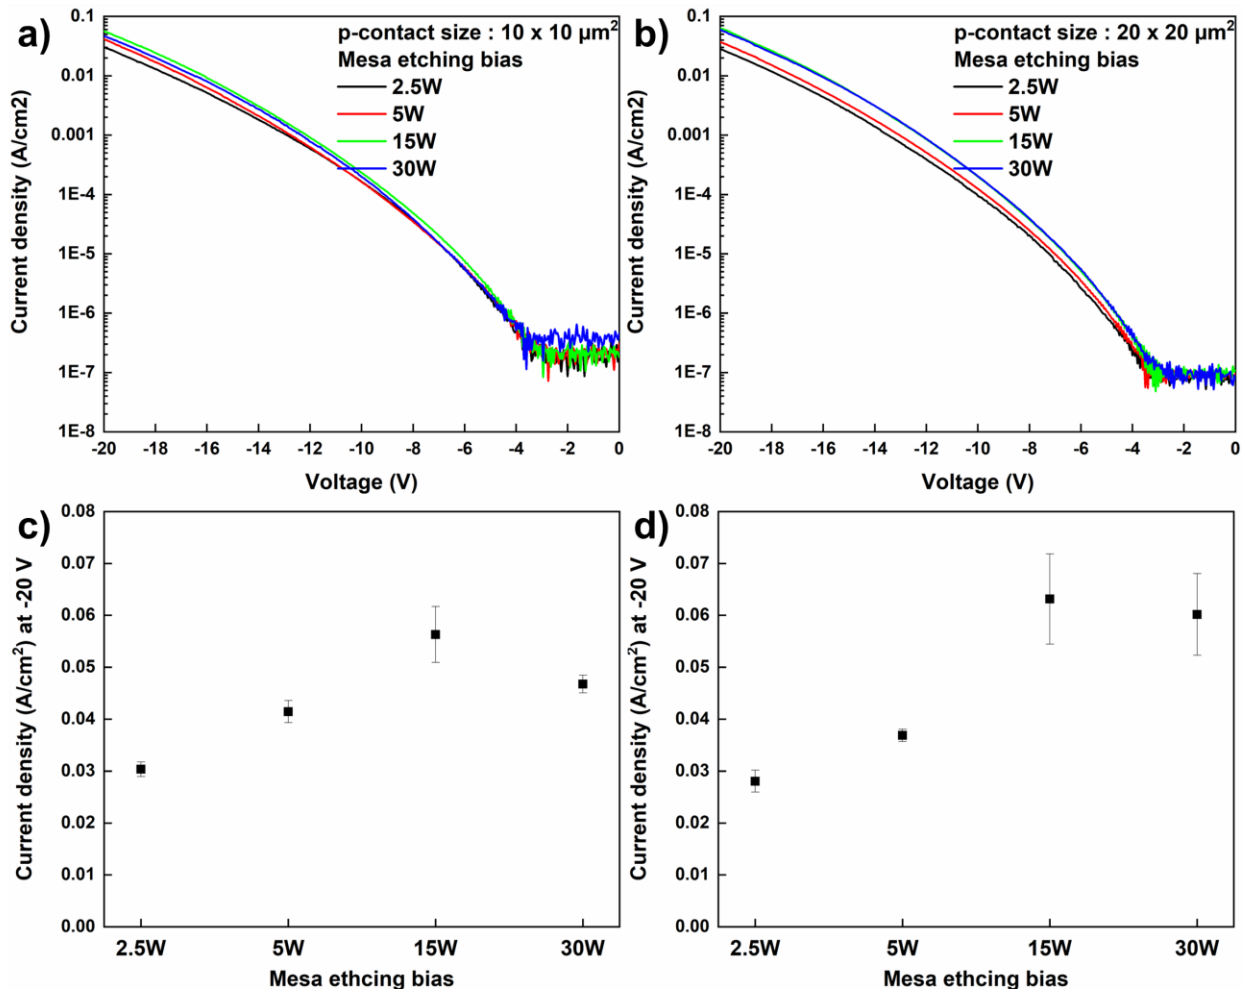 a)
p-contact size : 10 x 10 µm²
Mesa etching bias
2.5W
5W
15W
30W
0.1
0.01
0.001
1E-4
1E-5
1E-6
1E-7
1E-8
Current density (A/cm2)
-20 -18 -16 -14 -12 -10 -8 -6 -4 -2 0
Voltage (V)
b)
p-contact size : 20 x 20 µm²
Mesa etching bias
2.5W
5W
15W
30W
0.1
0.01
0.001
1E-4
1E-5
1E-6
1E-7
1E-8
Current density (A/cm2)
-20 -18 -16 -14 -12 -10 -8 -6 -4 -2 0
Voltage (V)
c)
0.08
0.07
0.06
0.05
0.04
0.03
0.02
0.01
0.00
Current density (A/cm²) at -20 V
2.5W 5W 15W 30W
Mesa ethcing bias
d)
0.08
0.07
0.06
0.05
0.04
0.03
0.02
0.01
0.00
Current density (A/cm²) at -20 V
2.5W 5W 15W 30W
Mesa ethcing bias